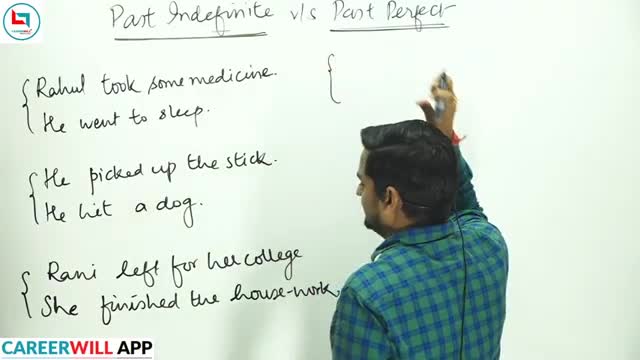 CAREERWILL
Past Indefinite v/s Past Perfect
Rahul took some medicine.
He went to sleep.
He picked up the stick.
He hit a dog.
Rani left for her college
She finished the house-work.
CAREERWILL APP